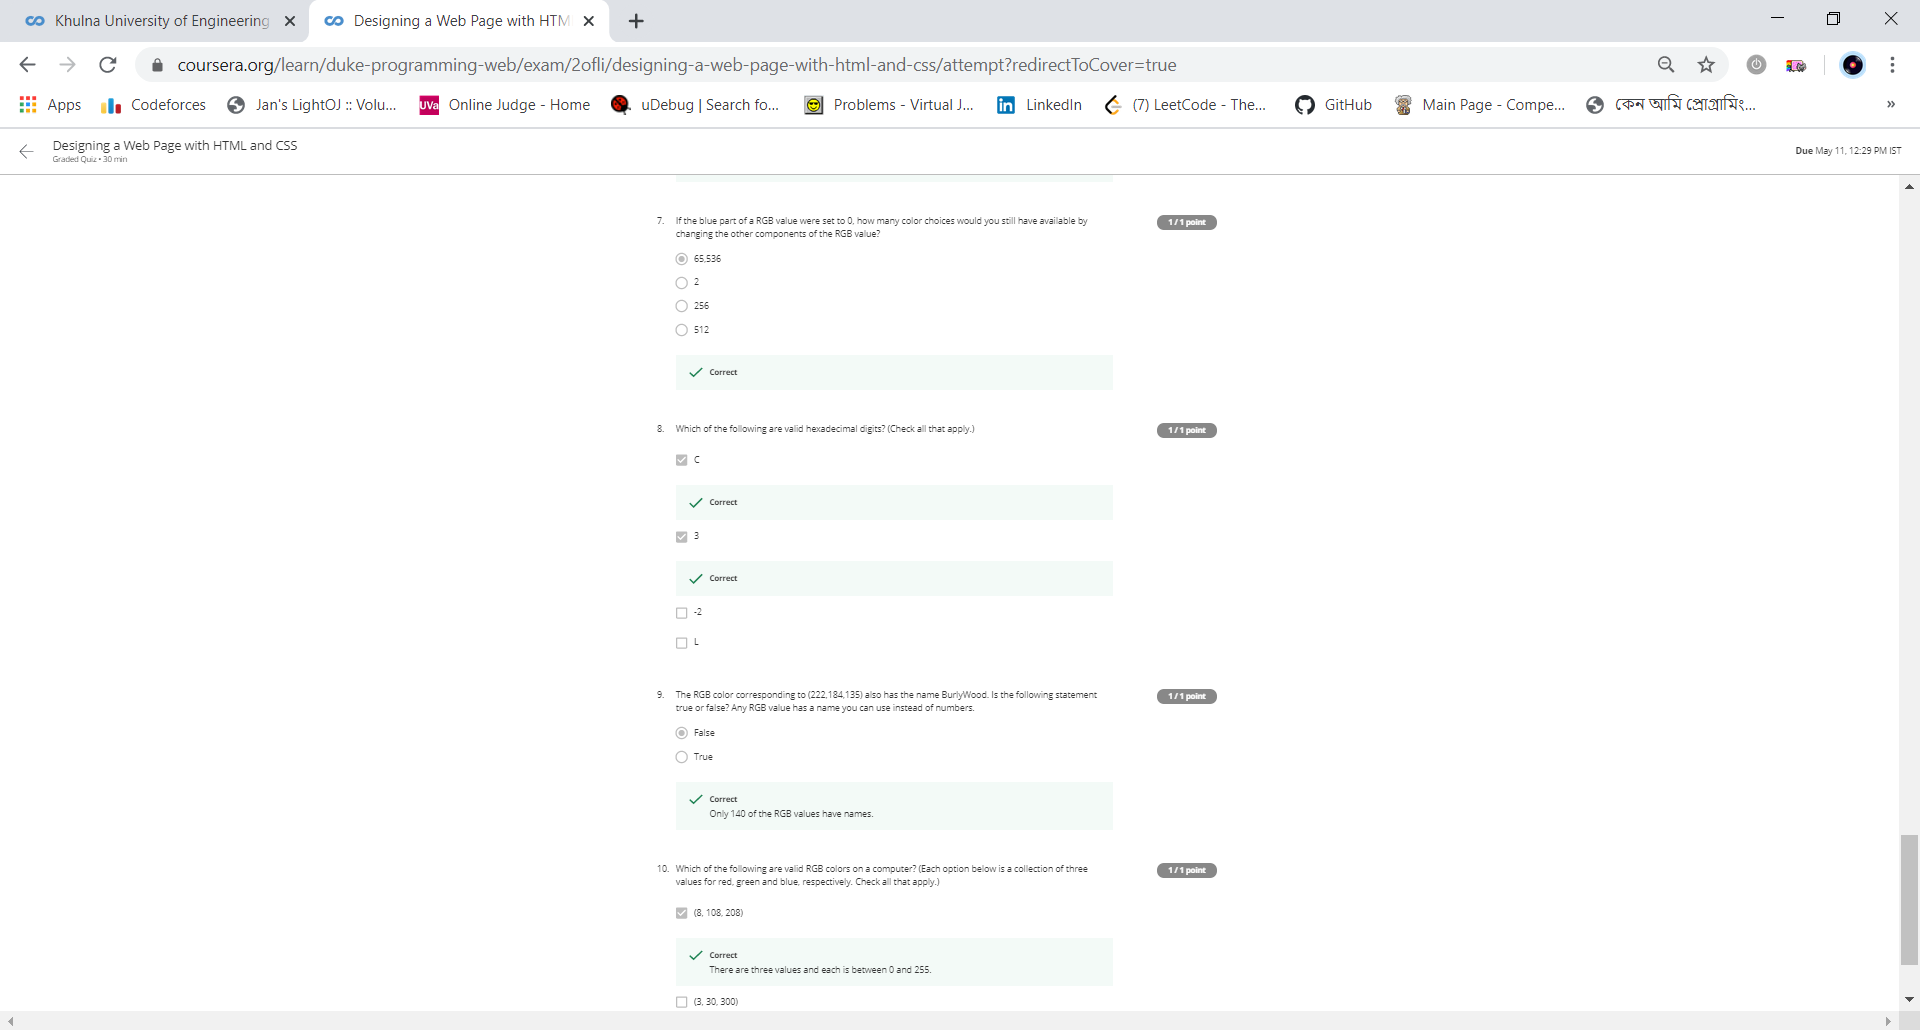 Khulna University of Engineering
Designing a Web Page with HTM
coursera.org/learn/duke-programming-web/exam/2ofli/designing-a-web-page-with-html-and-css/attempt?redirectToCover=true
Apps
Codeforces
Jan's LightOJ :: Volu...
UVa
Online Judge - Home
uDebug | Search fo...
Problems - Virtual J...
in
LinkedIn
(7) LeetCode - The...
GitHub
Main Page - Compe...
কেন আমি প্রোগ্রামিং...
»
Designing a Web Page with HTML and CSS
Graded Quiz • 30 min
Due May 11, 12:29 PM IST
7. If the blue part of a RGB value were set to 0, how many color choices would you still have available by
changing the other components of the RGB value?
1 / 1 point
65,536
2
256
512
Correct
8. Which of the following are valid hexadecimal digits? (Check all that apply.)
1 / 1 point
C
Correct
3
Correct
-2
L
9. The RGB color corresponding to (222,184,135) also has the name BurlyWood. Is the following statement
true or false? Any RGB value has a name you can use instead of numbers.
1 / 1 point
False
True
Correct
Only 140 of the RGB values have names.
10. Which of the following are valid RGB colors on a computer? (Each option below is a collection of three
values for red, green and blue, respectively. Check all that apply.)
1 / 1 point
(8, 108, 208)
Correct
There are three values and each is between 0 and 255.
(3, 30, 300)